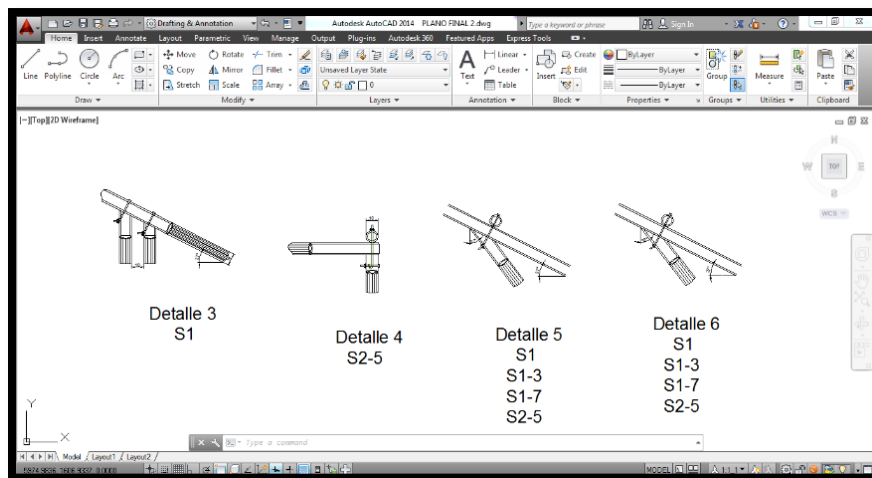 Drafting & Annotation
Autodesk AutoCAD 2014 PLANO FINAL 2.dwg
Type a keyword or phrase
Sign In
Home Insert Annotate Layout Parametric View Manage Output Plug-ins Autodesk 360 Featured Apps Express Tools
Line Polyline Circle Arc
Move Rotate Trim
Copy Mirror Fillet
Stretch Scale Array
Unsaved Layer State
0
Text
Linear
Leader
Table
Insert
Create
Edit
ByLayer
ByLayer
ByLayer
Group
Measure
Paste
Draw Modify Layers Annotation Block Properties Groups Utilities Clipboard
[−][Top][2D Wireframe]
N
W TOP E
S
WCS
Detalle 3
S1
Detalle 4
S2-5
Detalle 5
S1
S1-3
S1-7
S2-5
Detalle 6
S1
S1-3
S1-7
S2-5
Y
X
Type a command
Model Layout1 Layout2
MODEL
1:1